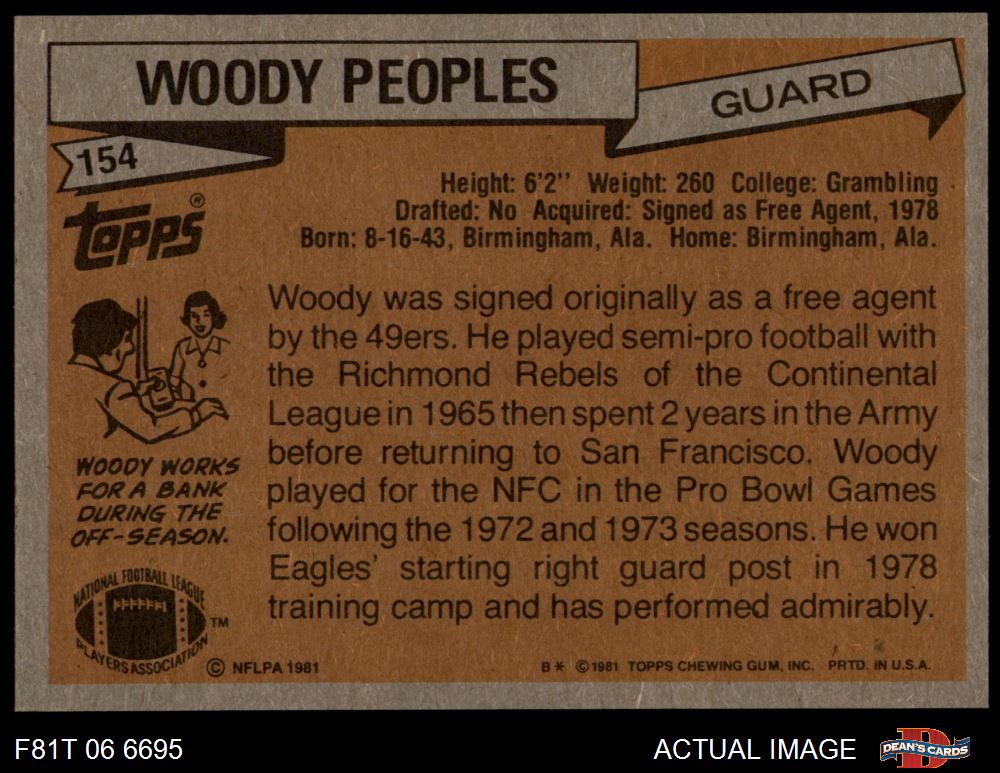 WOODY PEOPLES
GUARD
154
TOPPS®
Height: 6'2'' Weight: 260 College: Grambling
Drafted: No Acquired: Signed as Free Agent, 1978
Born: 8-16-43, Birmingham, Ala. Home: Birmingham, Ala.
Woody was signed originally as a free agent
by the 49ers. He played semi-pro football with
the Richmond Rebels of the Continental
League in 1965 then spent 2 years in the Army
before returning to San Francisco. Woody
played for the NFC in the Pro Bowl Games
following the 1972 and 1973 seasons. He won
Eagles' starting right guard post in 1978
training camp and has performed admirably.
WOODY WORKS
FOR A BANK
DURING THE
OFF-SEASON.
NATIONAL FOOTBALL LEAGUE
PLAYERS ASSOCIATION
TM
© NFLPA 1981
B* © 1981 TOPPS CHEWING GUM, INC. PRTD. IN U.S.A.
F81T 06 6695
ACTUAL IMAGE
D
DEAN'S CARDS